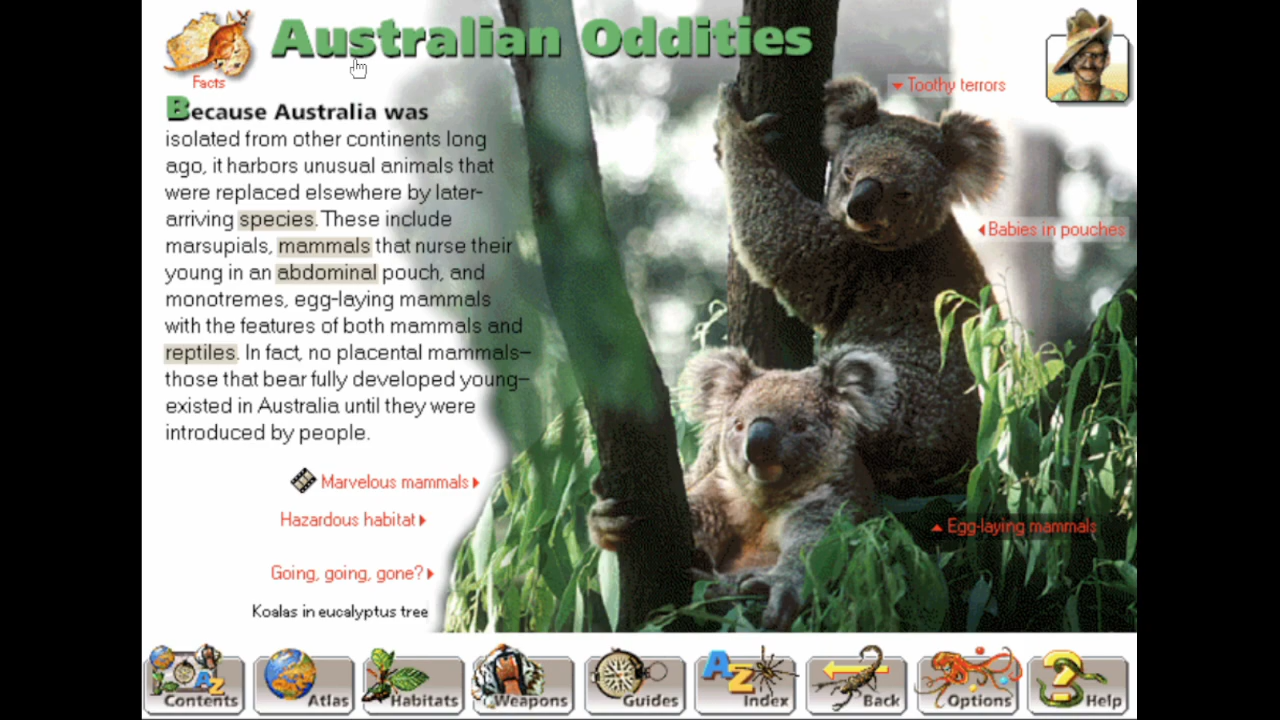 Australian Oddities
Facts
Toothy terrors
Because Australia was
isolated from other continents long
ago, it harbors unusual animals that
were replaced elsewhere by later-
arriving species. These include
marsupials, mammals that nurse their
young in an abdominal pouch, and
monotremes, egg-laying mammals
with the features of both mammals and
reptiles. In fact, no placental mammals–
those that bear fully developed young–
existed in Australia until they were
introduced by people.
Babies in pouches
Marvelous mammals
Hazardous habitat
Egg-laying mammals
Going, going, gone?
Koalas in eucalyptus tree
Contents
Atlas
Habitats
Weapons
Guides
AZ Index
Back
Options
? Help